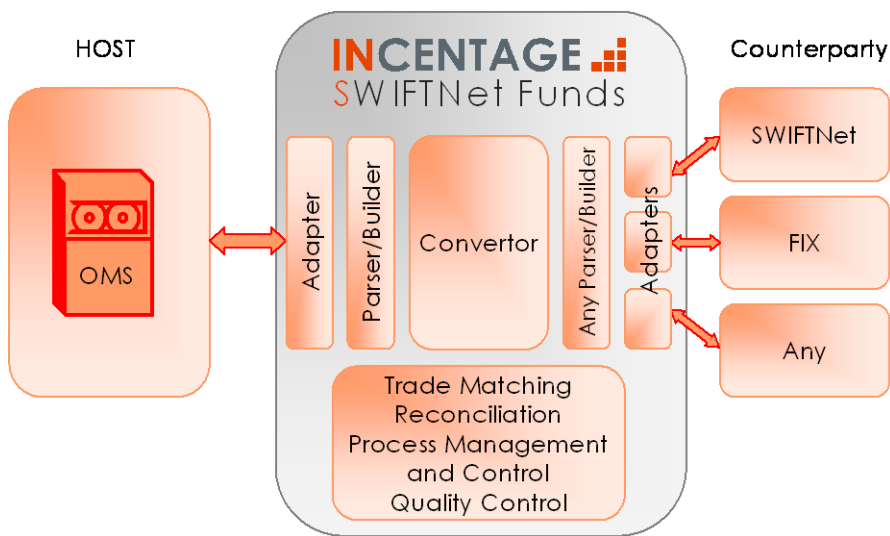 HOST
INCENTAGE
SWIFTNet Funds
Counterparty
OMS
Adapter
Parser/Builder
Convertor
Any Parser/Builder
Adapters
SWIFTNet
FIX
Any
Trade Matching
Reconciliation
Process Management
and Control
Quality Control